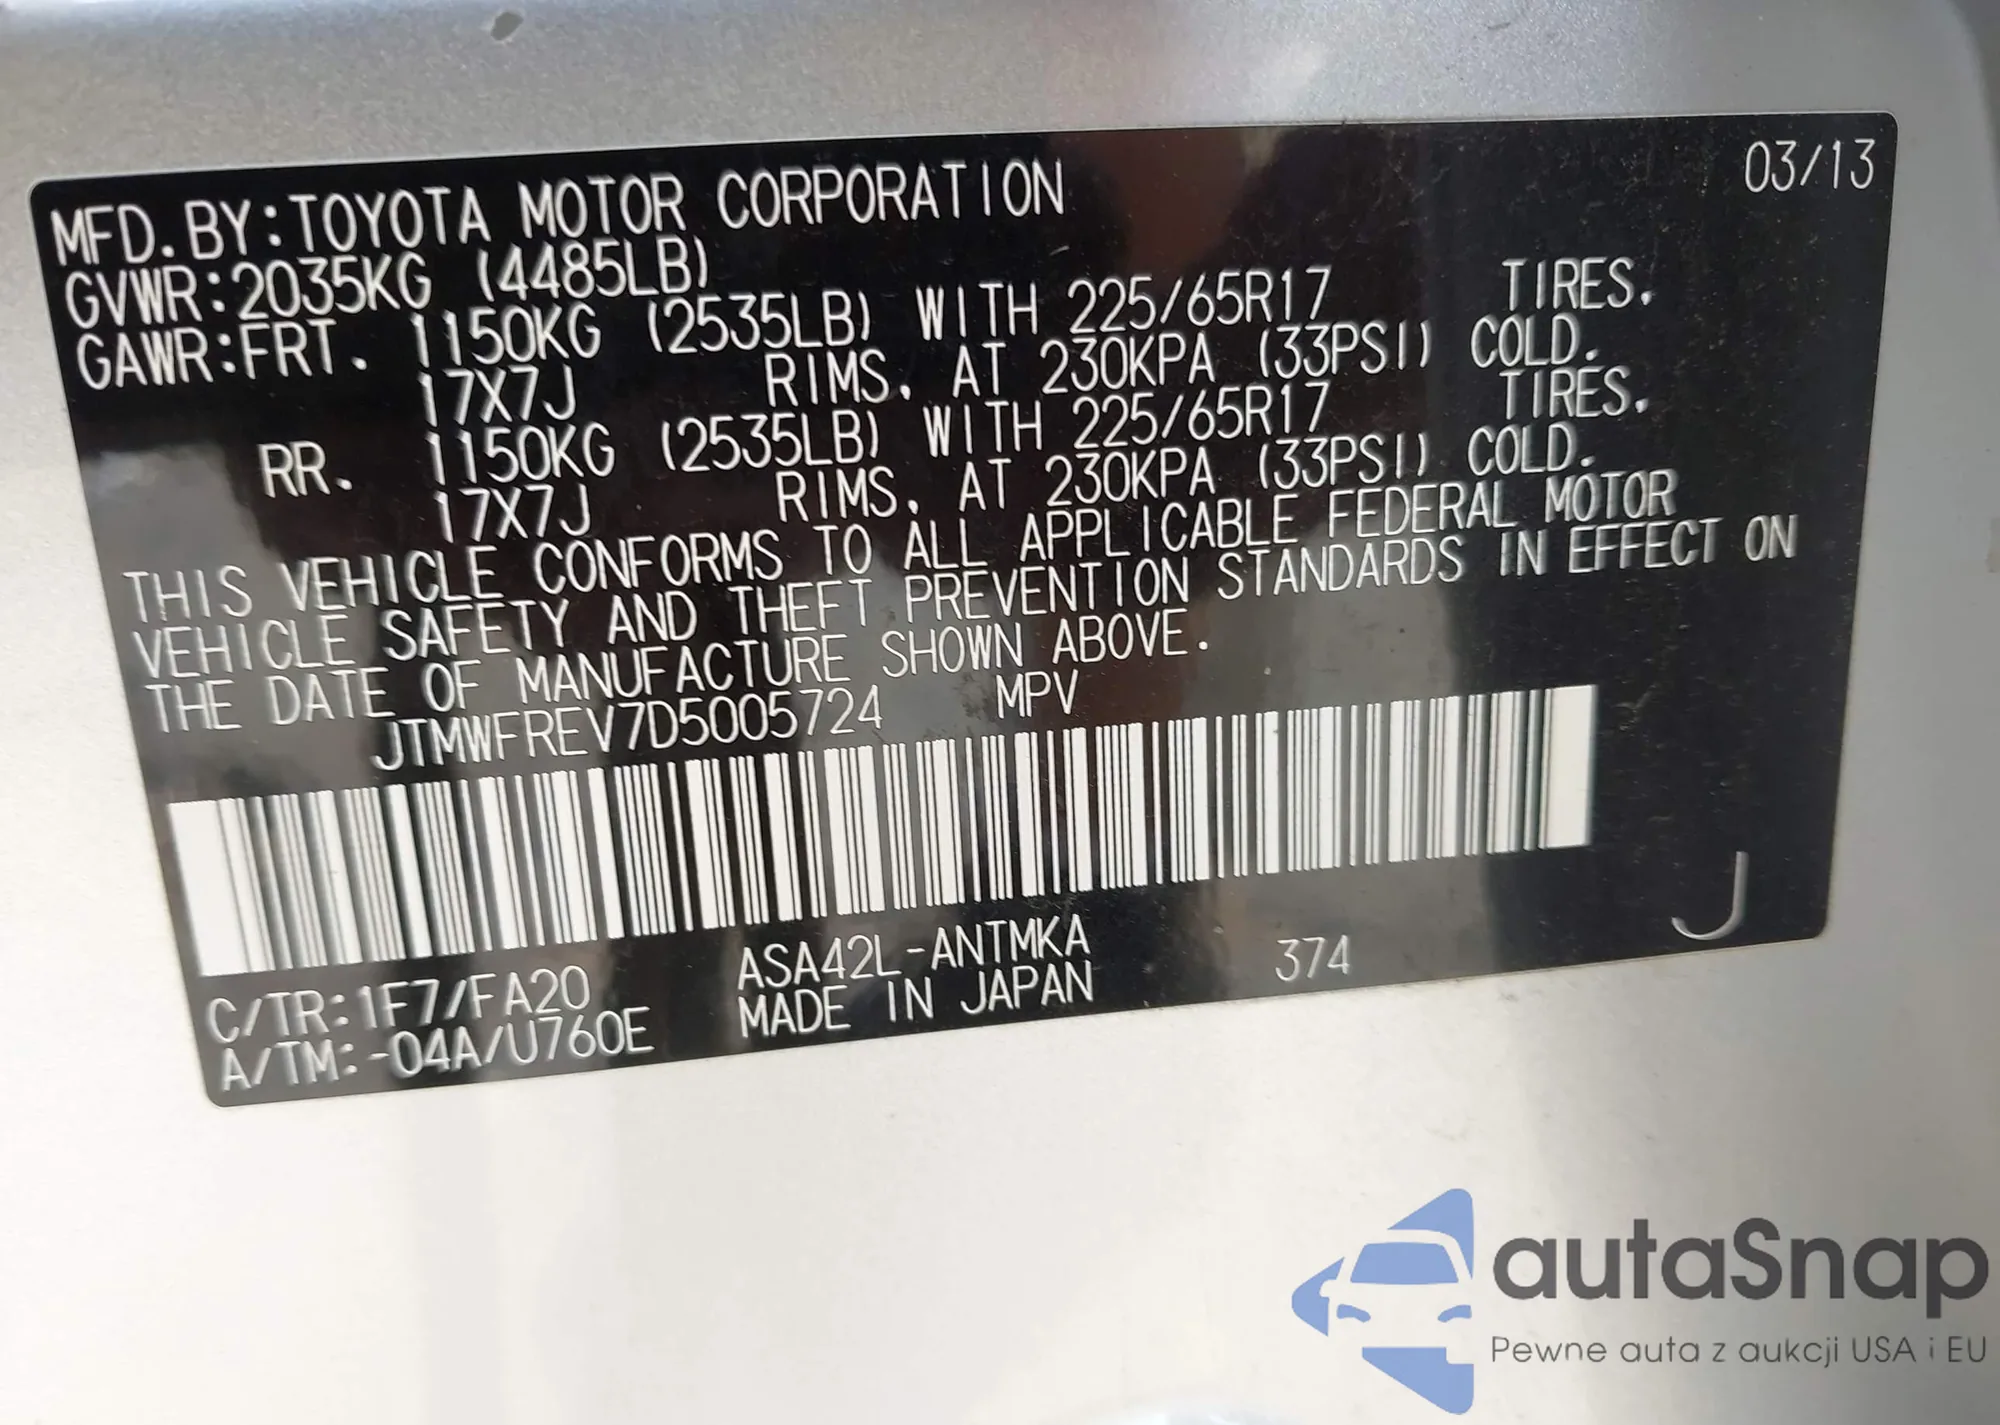 03/13
MFD.BY:TOYOTA MOTOR CORPORATION
GVWR:2035KG (4485LB)
GAWR:FRT. 1150KG (2535LB) WITH 225/65R17 TIRES.
17X7J RIMS. AT 230KPA (33PSI) COLD.
RR. 1150KG (2535LB) WITH 225/65R17 TIRES.
17X7J RIMS. AT 230KPA (33PSI) COLD.
THIS VEHICLE CONFORMS TO ALL APPLICABLE FEDERAL MOTOR
VEHICLE SAFETY AND THEFT PREVENTION STANDARDS IN EFFECT ON
THE DATE OF MANUFACTURE SHOWN ABOVE.
JTMWFREV7D5005724 MPV
C/TR:1F7/FA20 ASA42L-ANTMKA 374 J
A/TM:-04A/U760E MADE IN JAPAN
autaSnap
Pewne auta z aukcji USA i EU